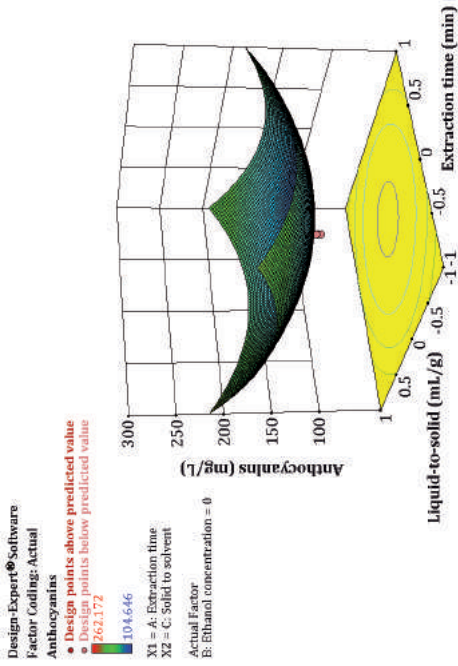 Design-Expert® Software
Factor Coding: Actual
Anthocyanins
Design points above predicted value
Design points below predicted value
262.172
104.646
X1 = A: Extraction time
X2 = C: Solid to solvent
Actual Factor
B: Ethanol concentration = 0
300
250
200
150
100
Anthocyanins (mg/L)
1
0.5
0
-0.5
-1
Liquid-to-solid (mL/g)
-1
-0.5
0
0.5
1
Extraction time (min)